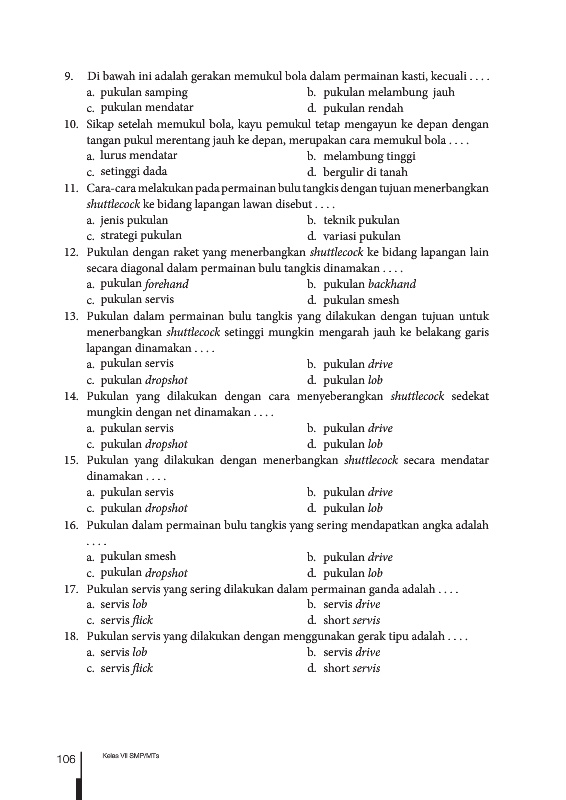 9. Di bawah ini adalah gerakan memukul bola dalam permainan kasti, kecuali . . . .
a. pukulan samping b. pukulan melambung jauh
c. pukulan mendatar d. pukulan rendah
10. Sikap setelah memukul bola, kayu pemukul tetap mengayun ke depan dengan
tangan pukul merentang jauh ke depan, merupakan cara memukul bola . . . .
a. lurus mendatar b. melambung tinggi
c. setinggi dada d. bergulir di tanah
11. Cara-cara melakukan pada permainan bulu tangkis dengan tujuan menerbangkan
shuttlecock ke bidang lapangan lawan disebut . . . .
a. jenis pukulan b. teknik pukulan
c. strategi pukulan d. variasi pukulan
12. Pukulan dengan raket yang menerbangkan shuttlecock ke bidang lapangan lain
secara diagonal dalam permainan bulu tangkis dinamakan . . . .
a. pukulan forehand b. pukulan backhand
c. pukulan servis d. pukulan smesh
13. Pukulan dalam permainan bulu tangkis yang dilakukan dengan tujuan untuk
menerbangkan shuttlecock setinggi mungkin mengarah jauh ke belakang garis
lapangan dinamakan . . . .
a. pukulan servis b. pukulan drive
c. pukulan dropshot d. pukulan lob
14. Pukulan yang dilakukan dengan cara menyeberangkan shuttlecock sedekat
mungkin dengan net dinamakan . . . .
a. pukulan servis b. pukulan drive
c. pukulan dropshot d. pukulan lob
15. Pukulan yang dilakukan dengan menerbangkan shuttlecock secara mendatar
dinamakan . . . .
a. pukulan servis b. pukulan drive
c. pukulan dropshot d. pukulan lob
16. Pukulan dalam permainan bulu tangkis yang sering mendapatkan angka adalah
. . . .
a. pukulan smesh b. pukulan drive
c. pukulan dropshot d. pukulan lob
17. Pukulan servis yang sering dilakukan dalam permainan ganda adalah . . . .
a. servis lob b. servis drive
c. servis flick d. short servis
18. Pukulan servis yang dilakukan dengan menggunakan gerak tipu adalah . . . .
a. servis lob b. servis drive
c. servis flick d. short servis
106 Kelas VII SMP/MTs